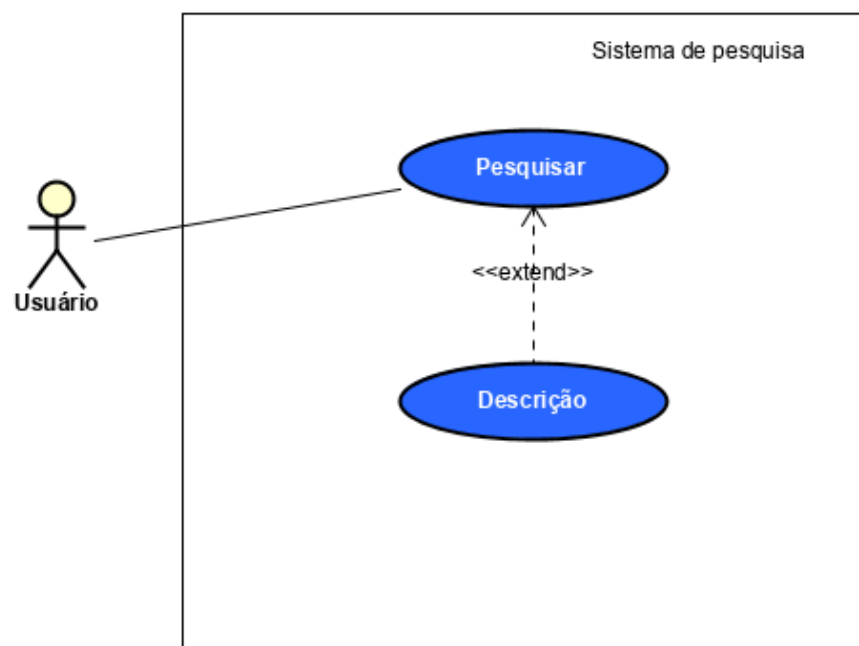 Sistema de pesquisa
Pesquisar
<<extend>>
Usuário
Descrição